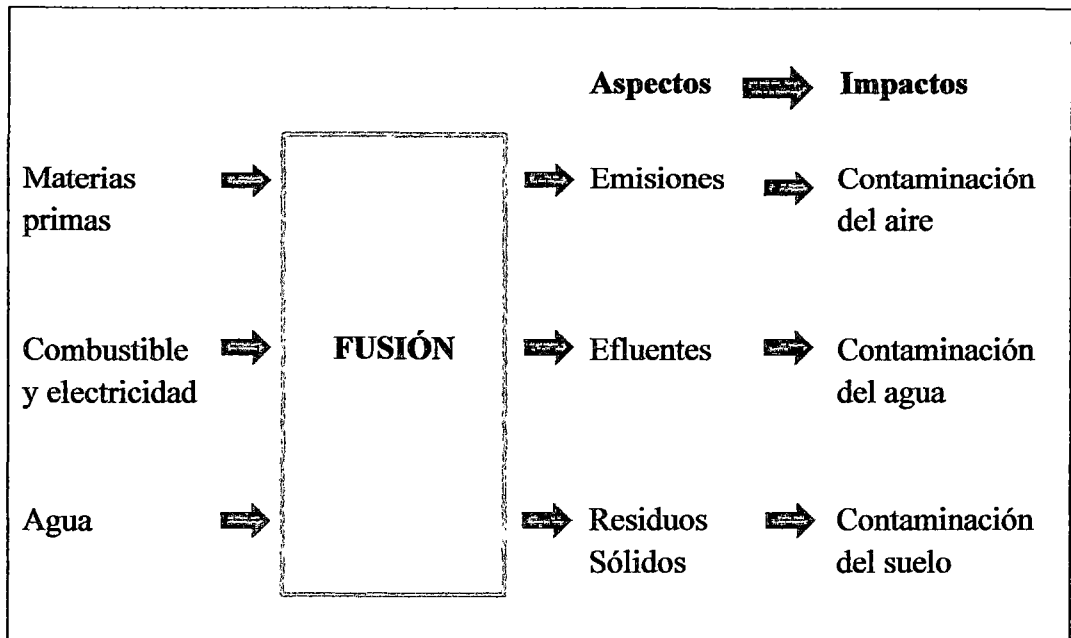 Aspectos Impactos
Materias
primas
Emisiones
Contaminación
del aire
Combustible
y electricidad
FUSIÓN
Efluentes
Contaminación
del agua
Agua
Residuos
Sólidos
Contaminación
del suelo